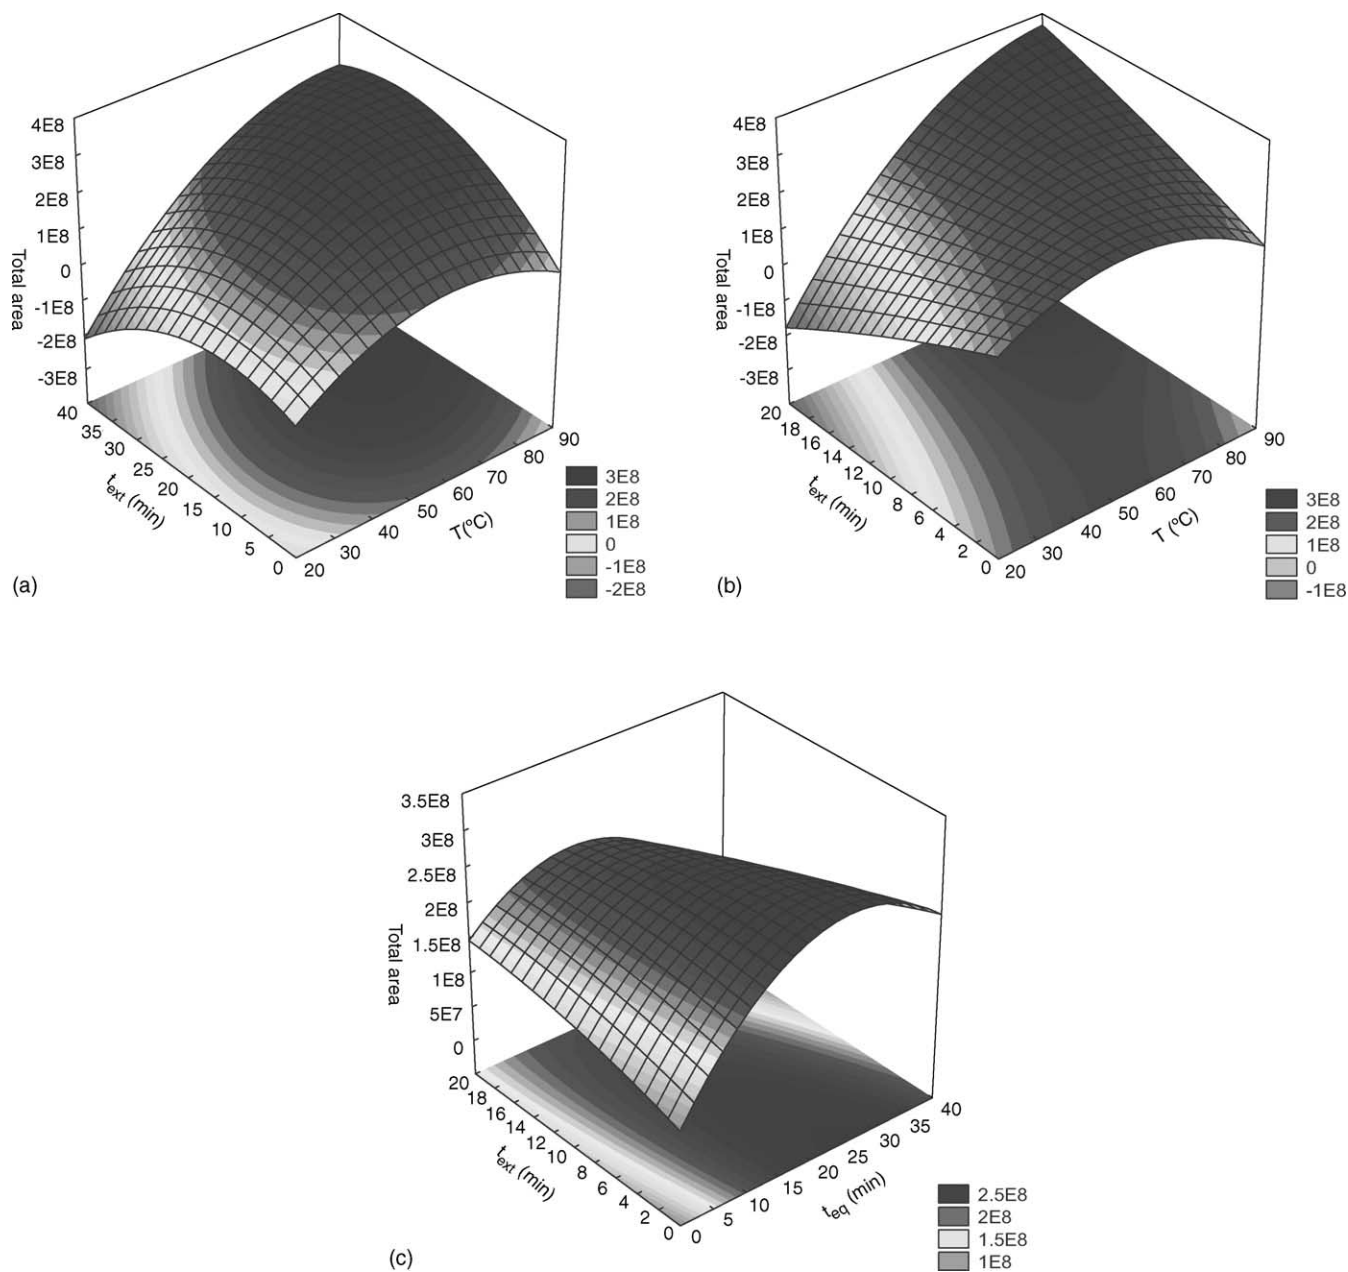 4E8
3E8
2E8
1E8
0
-1E8
-2E8
-3E8
Total area
40
35
30
25
20
15
10
5
0
t_ext (min)
20
30
40
50
60
70
80
90
T(ºC)
3E8
2E8
1E8
0
-1E8
-2E8
(a)
4E8
3E8
2E8
1E8
0
-1E8
-2E8
-3E8
Total area
20
18
16
14
12
10
8
6
4
2
0
t_ext (min)
20
30
40
50
60
70
80
90
T (ºC)
3E8
2E8
1E8
0
-1E8
(b)
3.5E8
3E8
2.5E8
2E8
1.5E8
1E8
5E7
0
Total area
20
18
16
14
12
10
8
6
4
2
0
t_ext (min)
0
5
10
15
20
25
30
35
40
t_eq (min)
2.5E8
2E8
1.5E8
1E8
(c)